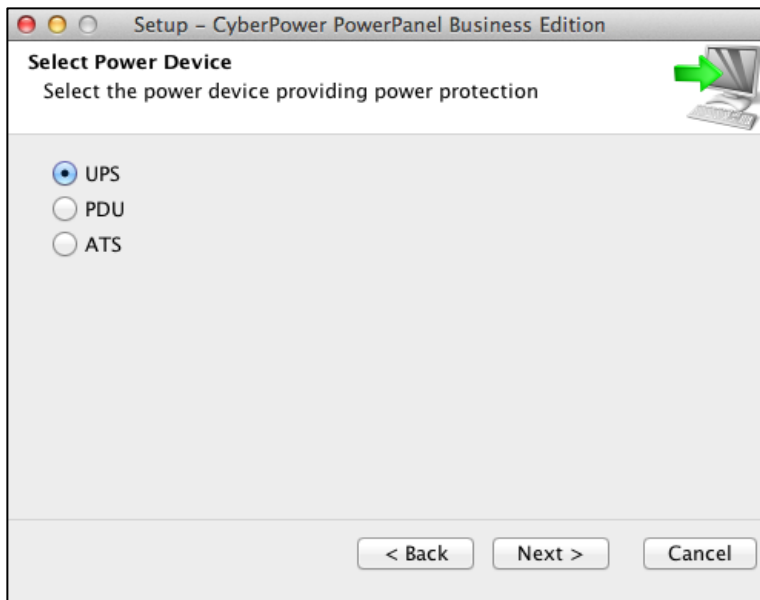 Setup – CyberPower PowerPanel Business Edition
Select Power Device
Select the power device providing power protection
UPS
PDU
ATS
< Back Next > Cancel